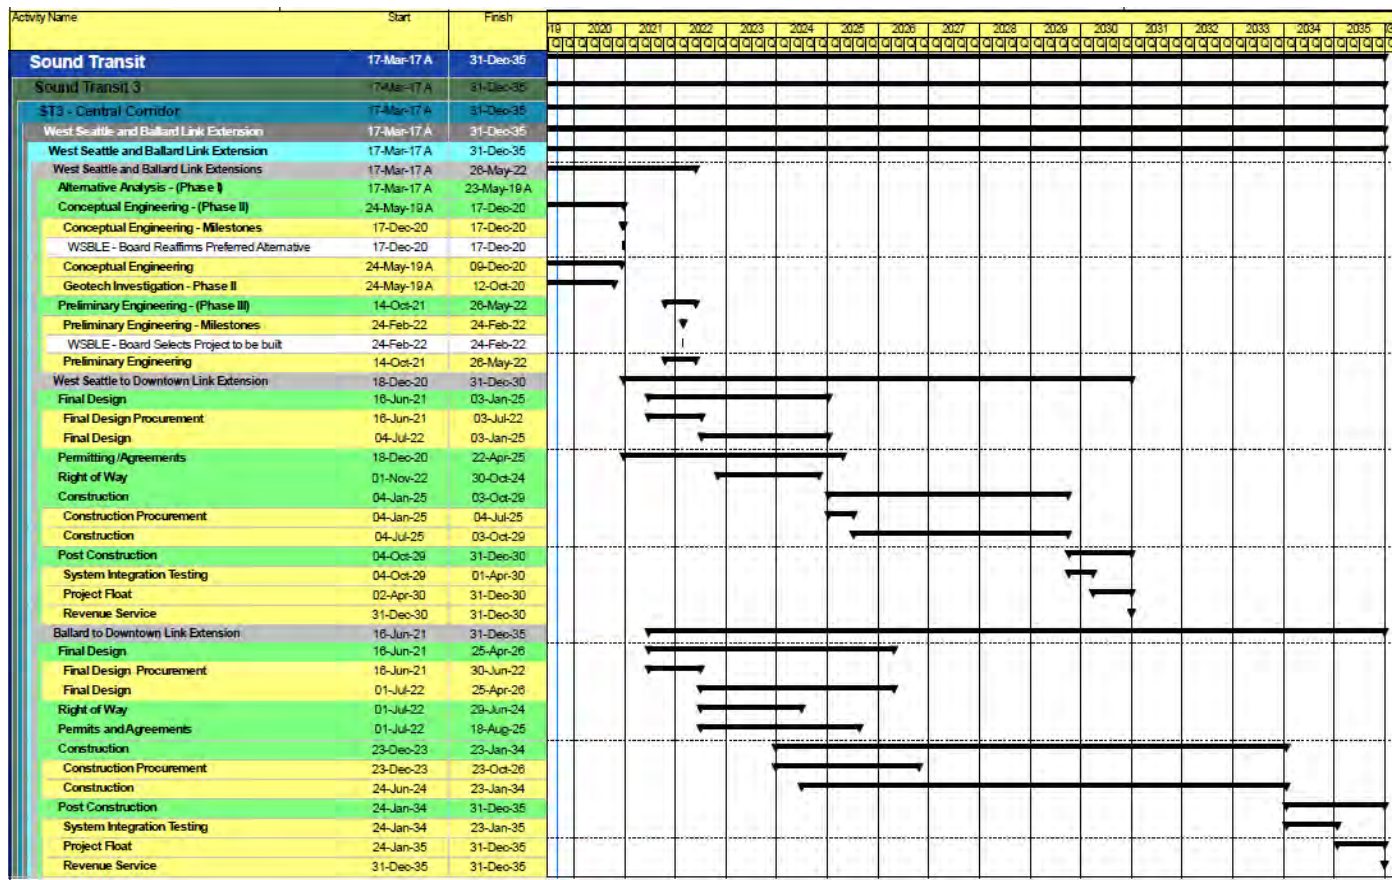 Activity Name Start Finish
19 2020 2021 2022 2023 2024 2025 2026 2027 2028 2029 2030 2031 2032 2033 2034 2035
Q Q Q Q Q Q Q Q Q Q Q Q Q Q Q Q Q Q Q Q Q Q Q Q Q Q Q Q Q Q Q Q Q Q Q Q Q Q Q Q Q Q Q Q Q Q Q Q Q Q Q Q Q Q Q Q Q Q Q Q Q Q Q Q Q Q
Sound Transit 17-Mar-17 A 31-Dec-35
Sound Transit 3 17-Mar-17 A 31-Dec-35
ST3 - Central Corridor 17-Mar-17 A 31-Dec-35
West Seattle and Ballard Link Extension 17-Mar-17 A 31-Dec-35
West Seattle and Ballard Link Extension 17-Mar-17 A 31-Dec-35
West Seattle and Ballard Link Extensions 17-Mar-17 A 26-May-22
Alternative Analysis - (Phase I) 17-Mar-17 A 23-May-19 A
Conceptual Engineering - (Phase II) 24-May-19 A 17-Dec-20
Conceptual Engineering - Milestones 17-Dec-20 17-Dec-20
WSBLE - Board Reaffirms Preferred Alternative 17-Dec-20 17-Dec-20
Conceptual Engineering 24-May-19 A 09-Dec-20
Geotech Investigation - Phase II 24-May-19 A 12-Oct-20
Preliminary Engineering - (Phase III) 14-Oct-21 26-May-22
Preliminary Engineering - Milestones 24-Feb-22 24-Feb-22
WSBLE - Board Selects Project to be built 24-Feb-22 24-Feb-22
Preliminary Engineering 14-Oct-21 26-May-22
West Seattle to Downtown Link Extension 18-Dec-20 31-Dec-30
Final Design 16-Jun-21 03-Jan-25
Final Design Procurement 16-Jun-21 03-Jul-22
Final Design 04-Jul-22 03-Jan-25
Permitting /Agreements 18-Dec-20 22-Apr-25
Right of Way 01-Nov-22 30-Oct-24
Construction 04-Jan-25 03-Oct-29
Construction Procurement 04-Jan-25 04-Jul-25
Construction 04-Jul-25 03-Oct-29
Post Construction 04-Oct-29 31-Dec-30
System Integration Testing 04-Oct-29 01-Apr-30
Project Float 02-Apr-30 31-Dec-30
Revenue Service 31-Dec-30 31-Dec-30
Ballard to Downtown Link Extension 16-Jun-21 31-Dec-35
Final Design 16-Jun-21 25-Apr-26
Final Design Procurement 16-Jun-21 30-Jun-22
Final Design 01-Jul-22 25-Apr-26
Right of Way 01-Jul-22 29-Jun-24
Permits and Agreements 01-Jul-22 18-Aug-25
Construction 23-Dec-23 23-Jan-34
Construction Procurement 23-Dec-23 23-Oct-26
Construction 24-Jun-24 23-Jan-34
Post Construction 24-Jan-34 31-Dec-35
System Integration Testing 24-Jan-34 23-Jan-35
Project Float 24-Jan-35 31-Dec-35
Revenue Service 31-Dec-35 31-Dec-35